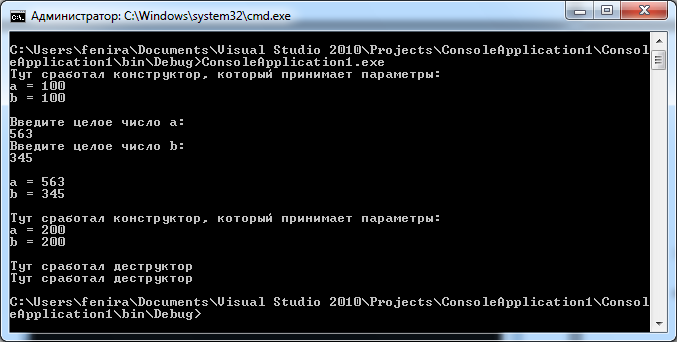 Администратор: C:\Windows\system32\cmd.exe
C:\Users\fenira\Documents\Visual Studio 2010\Projects\ConsoleApplication1\Consol
eApplication1\bin\Debug>ConsoleApplication1.exe
Тут сработал конструктор, который принимает параметры:
a = 100
b = 100
Введите целое число a:
563
Введите целое число b:
345
a = 563
b = 345
Тут сработал конструктор, который принимает параметры:
a = 200
b = 200
Тут сработал деструктор
Тут сработал деструктор
C:\Users\fenira\Documents\Visual Studio 2010\Projects\ConsoleApplication1\Consol
eApplication1\bin\Debug>